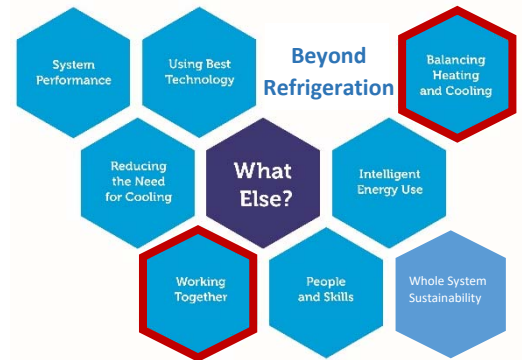 System
Performance
Using Best
Technology
Beyond
Refrigeration
Balancing
Heating
and Cooling
Reducing
the Need
for Cooling
What
Else?
Intelligent
Energy Use
Working
Together
People
and Skills
Whole System
Sustainability